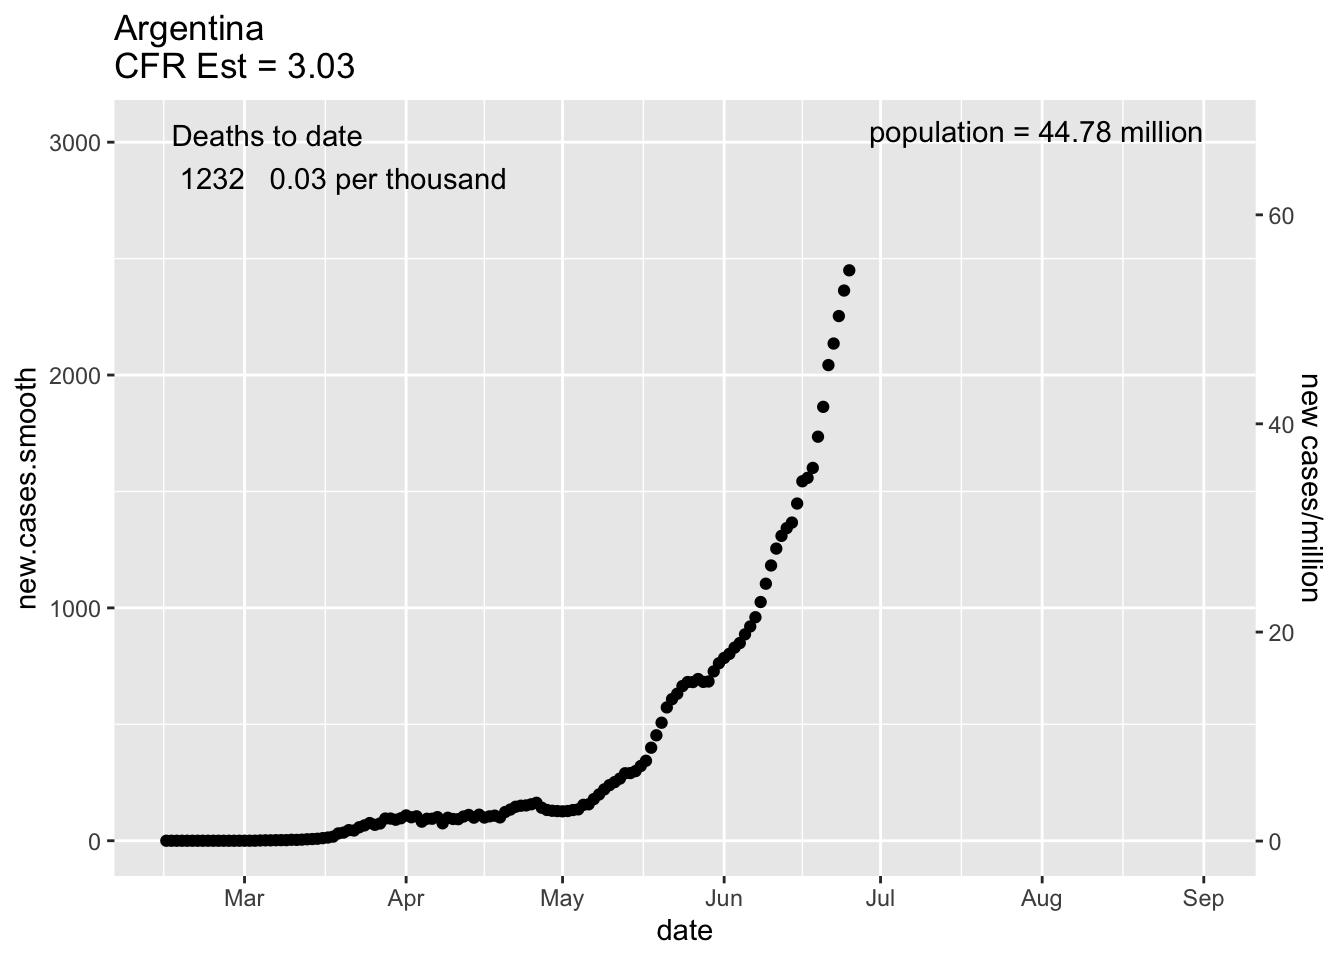 Argentina
CFR Est = 3.03
Deaths to date
1232 0.03 per thousand
population = 44.78 million
3000
2000
1000
0
new.cases.smooth
60
40
20
0
new cases/million
Mar Apr May Jun Jul Aug Sep
date